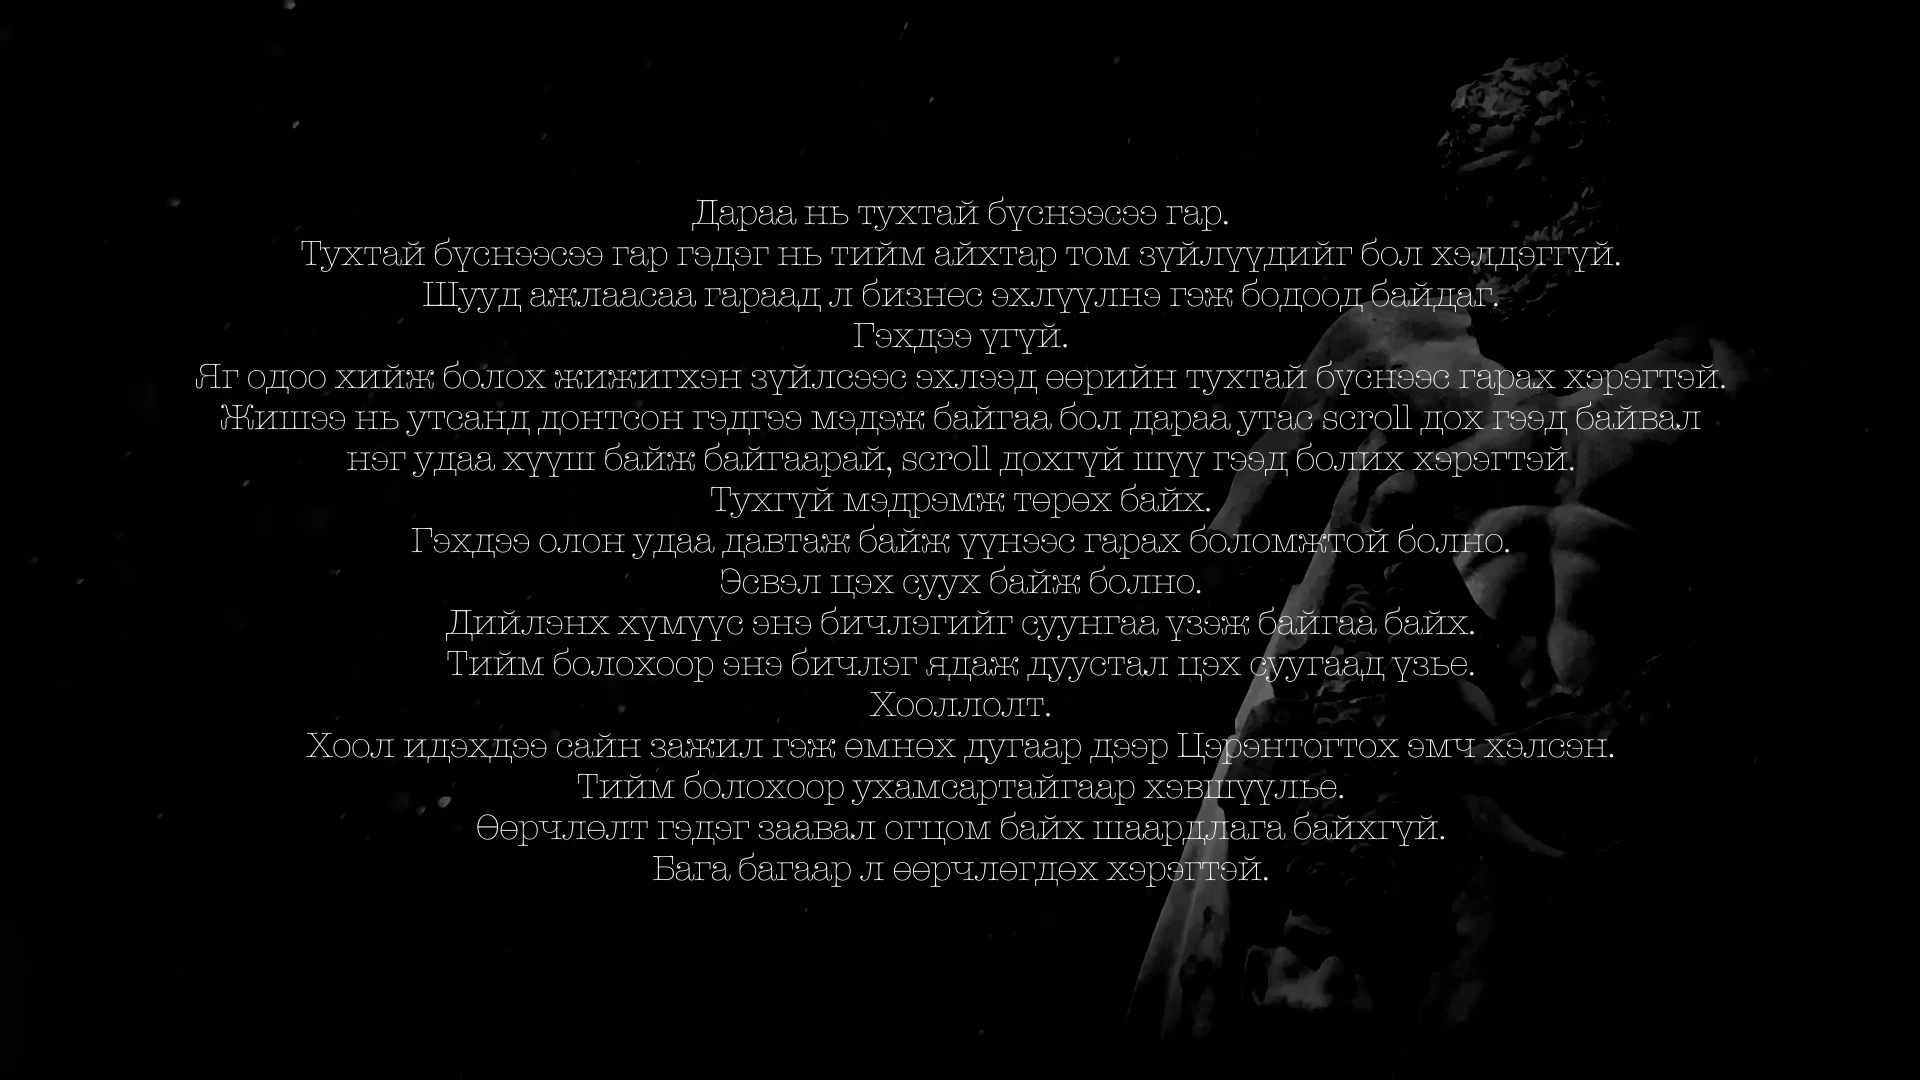 Дараа нь тухтай бүснээсээ гар.
Тухтай бүснээсээ гар гэдэг нь тийм айхтар том зүйлүүдийг бол хэлдэггүй.
Шууд ажлаасаа гараад л бизнес эхлүүлнэ гэж бодоод байдаг.
Гэхдээ үгүй.
Яг одоо хийж болох жижигхэн зүйлсээс эхлээд өөрийн тухтай бүснээс гарах хэрэгтэй.
Жишээ нь утсанд донтсон гэдгээ мэдэж байгаа бол дараа утас scroll дох гээд байвал
нэг удаа хүүш байж байгаарай, scroll дохгүй шүү гээд болих хэрэгтэй.
Тухгүй мэдрэмж төрөх байх.
Гэхдээ олон удаа давтаж байж үүнээс гарах боломжтой болно.
Эсвэл цэх суух байж болно.
Дийлэнх хүмүүс энэ бичлэгийг суунгаа үзэж байгаа байх.
Тийм болохоор энэ бичлэг ядаж дуустал цэх суугаад үзье.
Хооллолт.
Хоол идэхдээ сайн зажил гэж өмнөх дугаар дээр Цэрэнтогтох эмч хэлсэн.
Тийм болохоор ухамсартайгаар хэвшүүлье.
Өөрчлөлт гэдэг заавал огцом байх шаардлага байхгүй.
Бага багаар л өөрчлөгдөх хэрэгтэй.